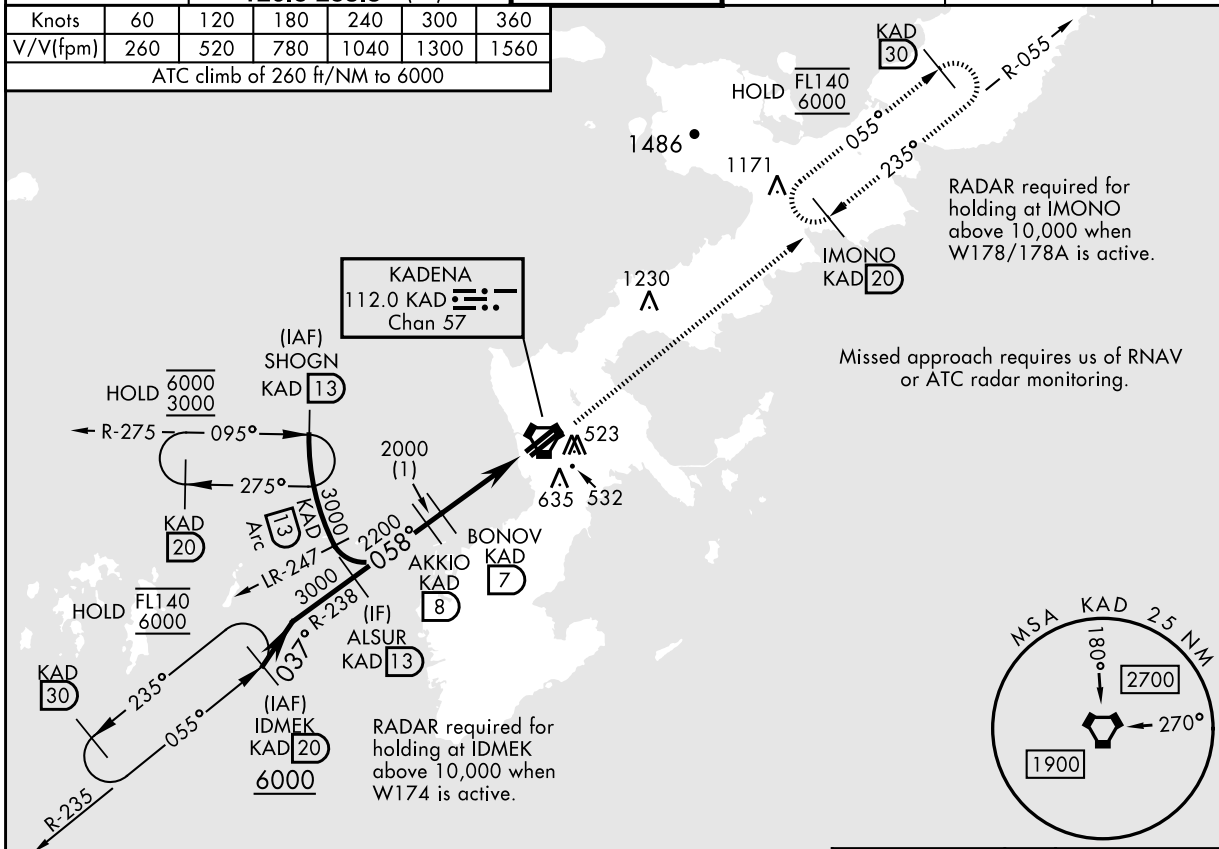 Knots 60 120 180 240 300 360
V/V(fpm) 260 520 780 1040 1300 1560
ATC climb of 260 ft/NM to 6000
KAD
30
R-055
HOLD FL140
6000
055°
235°
1486
1171
RADAR required for
holding at IMONO
above 10,000 when
W178/178A is active.
IMONO
KAD 20
1230
KADENA
112.0 KAD
Chan 57
Missed approach requires us of RNAV
or ATC radar monitoring.
(IAF)
SHOGN
KAD 13
HOLD 6000
3000
R-275
095°
275°
KAD
20
3000
KAD
13
Arc
LR-247
2000
(1)
523
635
532
2200
058°
AKKIO
KAD
8
BONOV
KAD
7
3000
R-238
(IF)
ALSUR
KAD 13
HOLD FL140
6000
037°
KAD
30
235°
055°
R-235
(IAF)
IDMEK
KAD 20
6000
RADAR required for
holding at IDMEK
above 10,000 when
W174 is active.
MSA KAD 25 NM
180°
2700
270°
1900